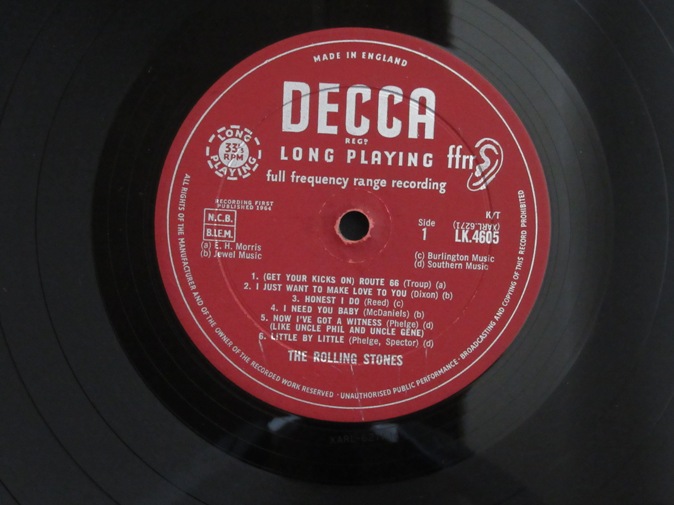 MADE IN ENGLAND
DECCA
REGD
LONG PLAYING
33⅓
RPM
LONG PLAYING
ffrr
full frequency range recording
RECORDING FIRST
PUBLISHED 1964
N.C.B.
B.I.E.M.
(a) E. H. Morris
(b) Jewel Music
Side
1
K/T
(XARL.6271)
LK.4605
(c) Burlington Music
(d) Southern Music
1. (GET YOUR KICKS ON) ROUTE 66 (Troup) (a)
2. I JUST WANT TO MAKE LOVE TO YOU (Dixon) (b)
3. HONEST I DO (Reed) (c)
4. I NEED YOU BABY (McDaniels) (b)
5. NOW I'VE GOT A WITNESS (Phelge) (d)
(LIKE UNCLE PHIL AND UNCLE GENE)
6. LITTLE BY LITTLE (Phelge, Spector) (d)
THE ROLLING STONES
ALL RIGHTS OF THE MANUFACTURER AND OF THE OWNER OF THE RECORDED WORK RESERVED · UNAUTHORISED PUBLIC PERFORMANCE · BROADCASTING AND COPYING OF THIS RECORD PROHIBITED